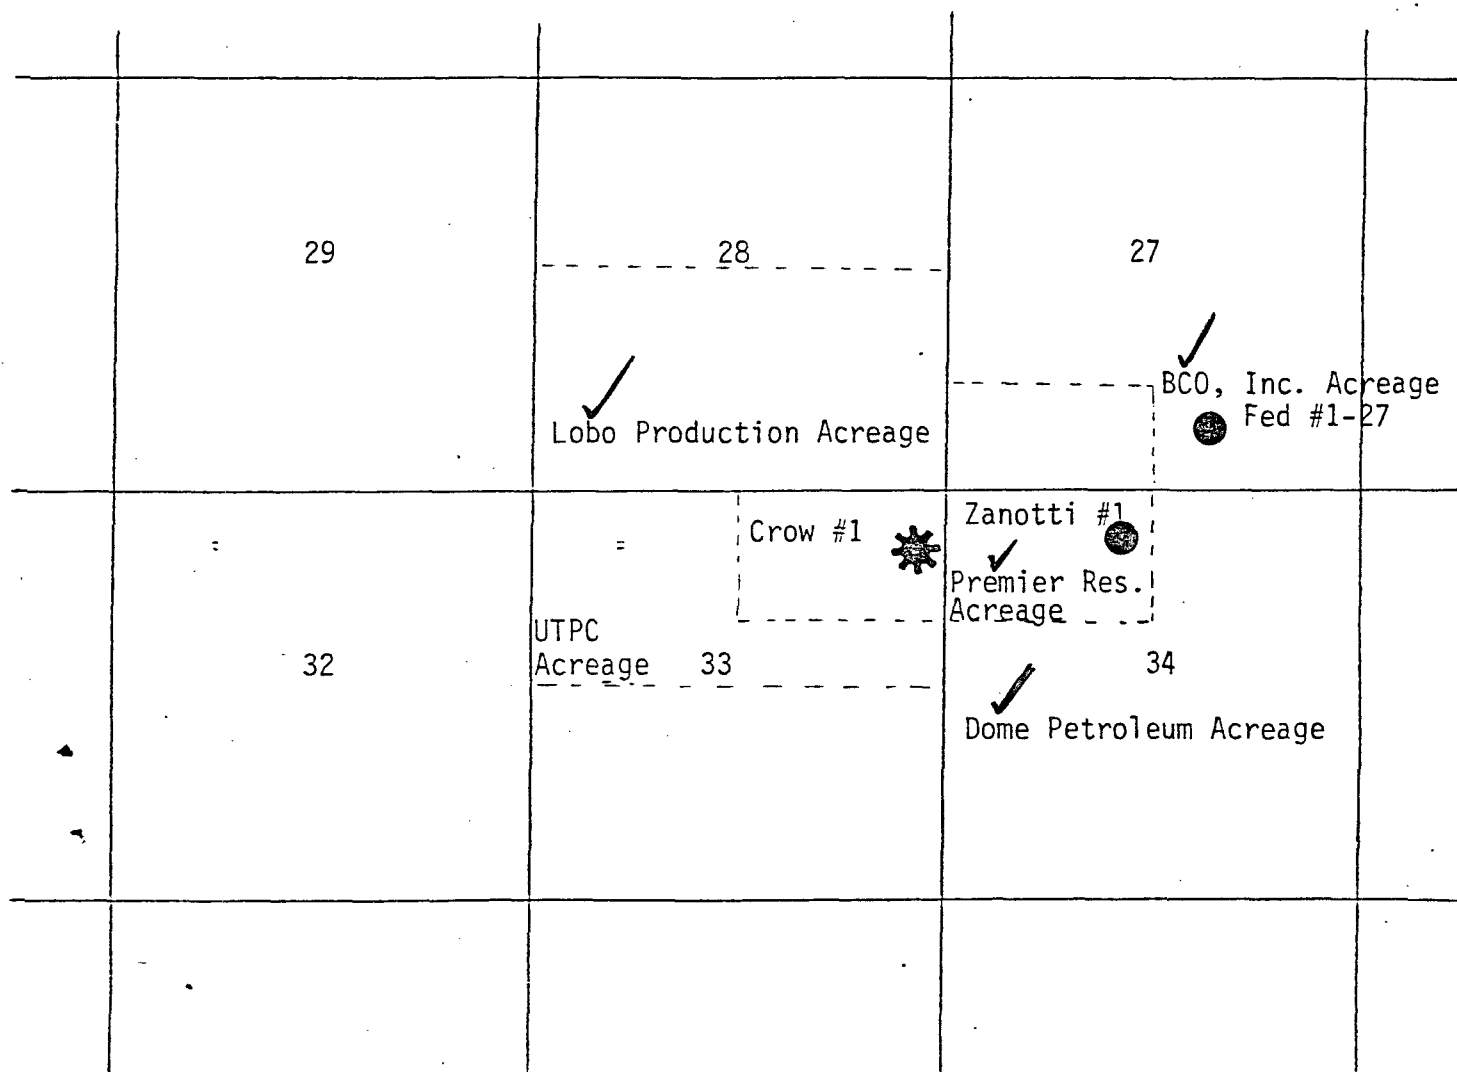 29
28
27
BCO, Inc. Acreage
Fed #1-27
Lobo Production Acreage
Crow #1
Zanotti #1
Premier Res.
Acreage
UTPC
Acreage
32
33
34
Dome Petroleum Acreage